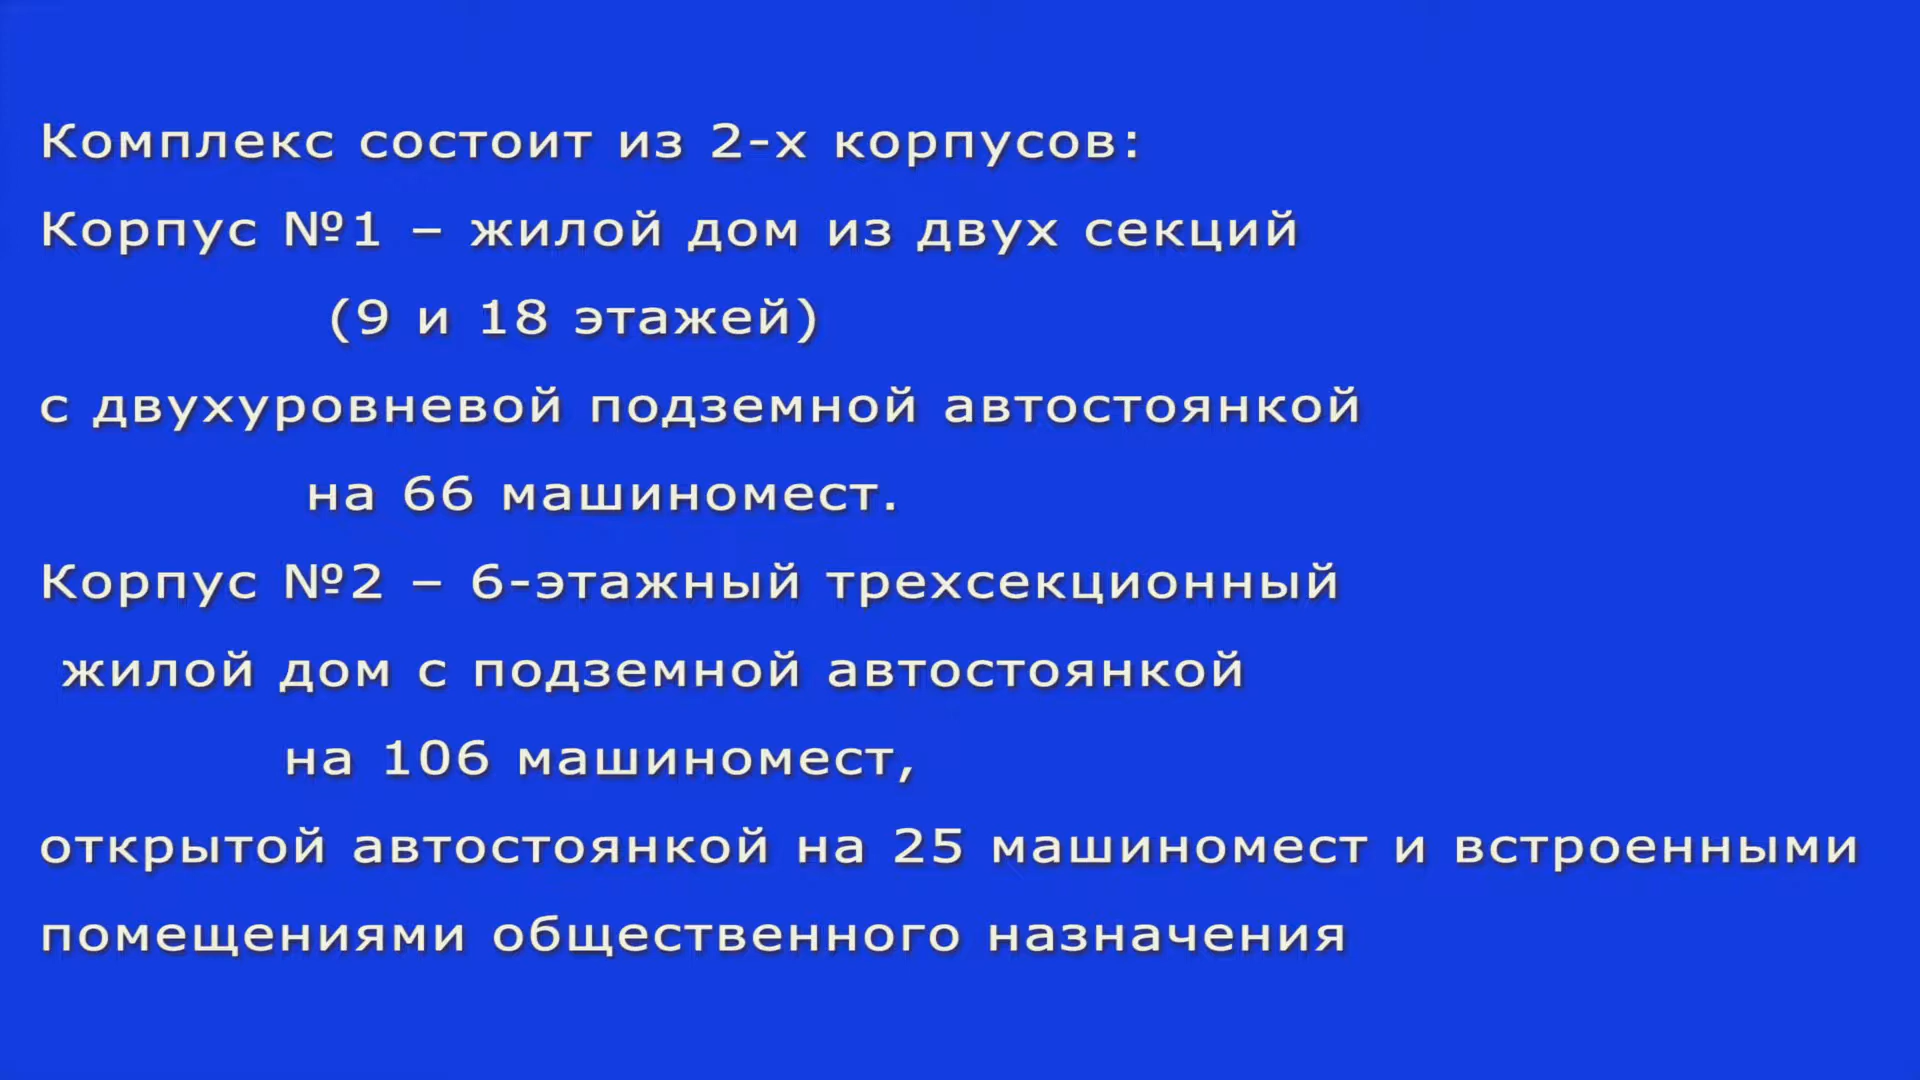 Комплекс состоит из 2-х корпусов:
Корпус №1 – жилой дом из двух секций
(9 и 18 этажей)
с двухуровневой подземной автостоянкой
на 66 машиномест.
Корпус №2 – 6-этажный трехсекционный
жилой дом с подземной автостоянкой
на 106 машиномест,
открытой автостоянкой на 25 машиномест и встроенными
помещениями общественного назначения